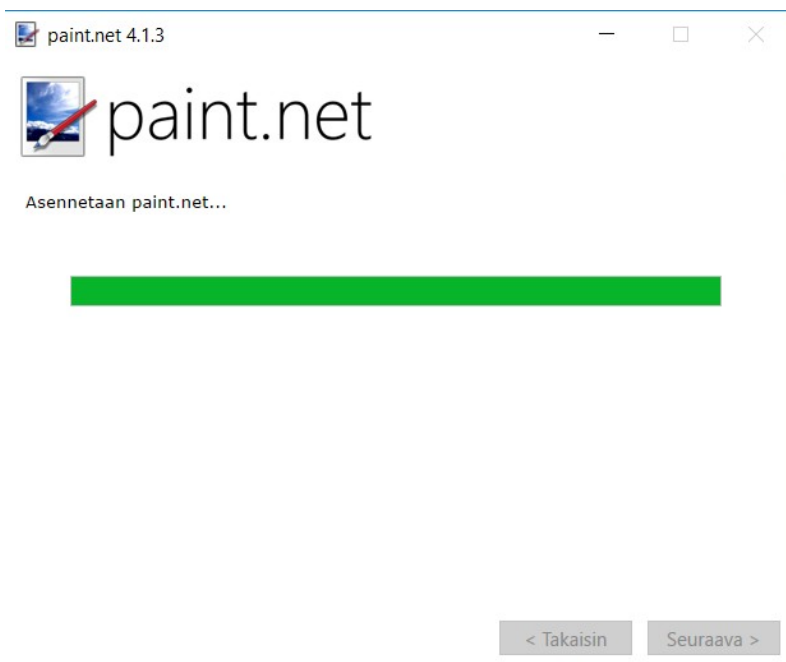 paint.net 4.1.3
paint.net
Asennetaan paint.net...
< Takaisin
Seuraava >